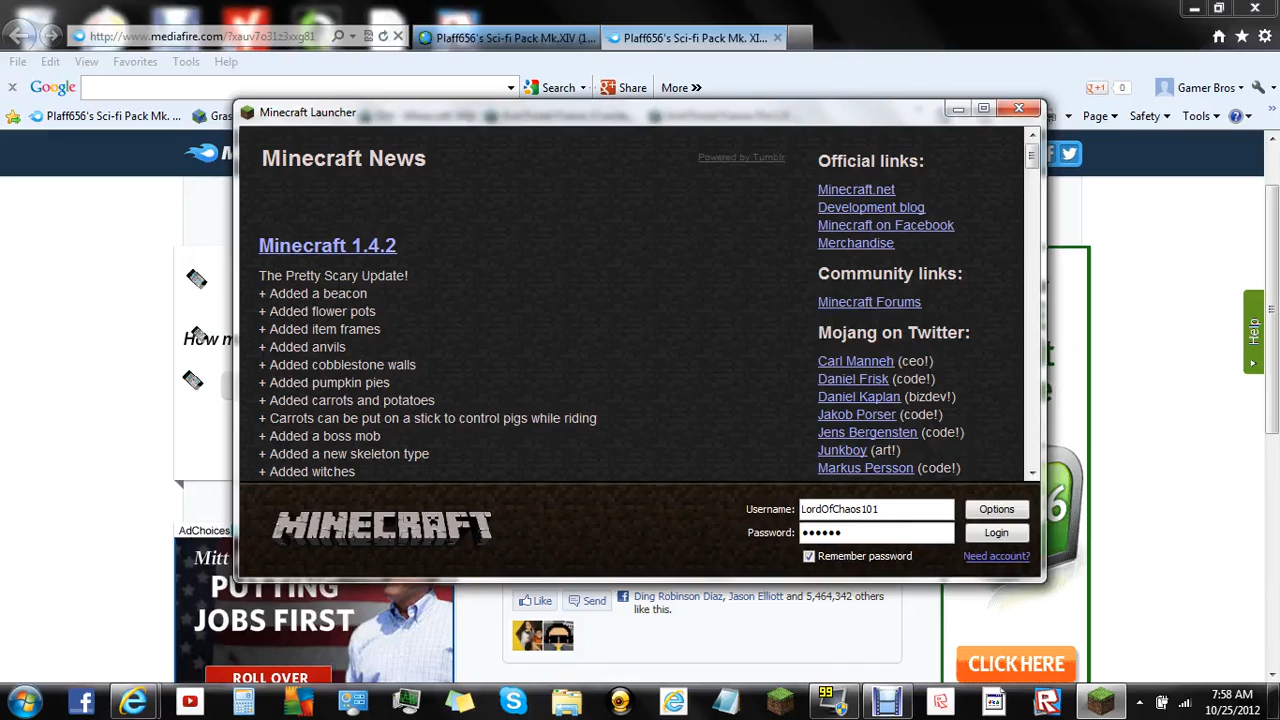 http://www.mediafire.com/?xauv7o31z3xxg81
Plaff656's Sci-fi Pack Mk.XIV (1...
Plaff656's Sci-fi Pack Mk. XI...
File Edit View Favorites Tools Help
Google
Search
Share
More
+1
0
Gamer Bros
Plaff656's Sci-fi Pack Mk. ...
Page
Safety
Tools
Minecraft Launcher
Minecraft News
Powered by Tumblr
Minecraft 1.4.2
The Pretty Scary Update!
+ Added a beacon
+ Added flower pots
+ Added item frames
+ Added anvils
+ Added cobblestone walls
+ Added pumpkin pies
+ Added carrots and potatoes
+ Carrots can be put on a stick to control pigs while riding
+ Added a boss mob
+ Added a new skeleton type
+ Added witches
Official links:
Minecraft.net
Development blog
Minecraft on Facebook
Merchandise
Community links:
Minecraft Forums
Mojang on Twitter:
Carl Manneh (ceo!)
Daniel Frisk (code!)
Daniel Kaplan (bizdev!)
Jakob Porser (code!)
Jens Bergensten (code!)
Junkboy (art!)
Markus Persson (code!)
MINECRAFT
Username: LordOfChaos101
Options
Password: ●●●●●●
Login
Remember password
Need account?
How m
Help
AdChoices
Mitt
PUTTING
JOBS FIRST
ROLL OVER
Like
Send
Ding Robinson Diaz, Jason Elliott and 5,464,342 others
like this.
6
CLICK HERE
99
7:58 AM
10/25/2012